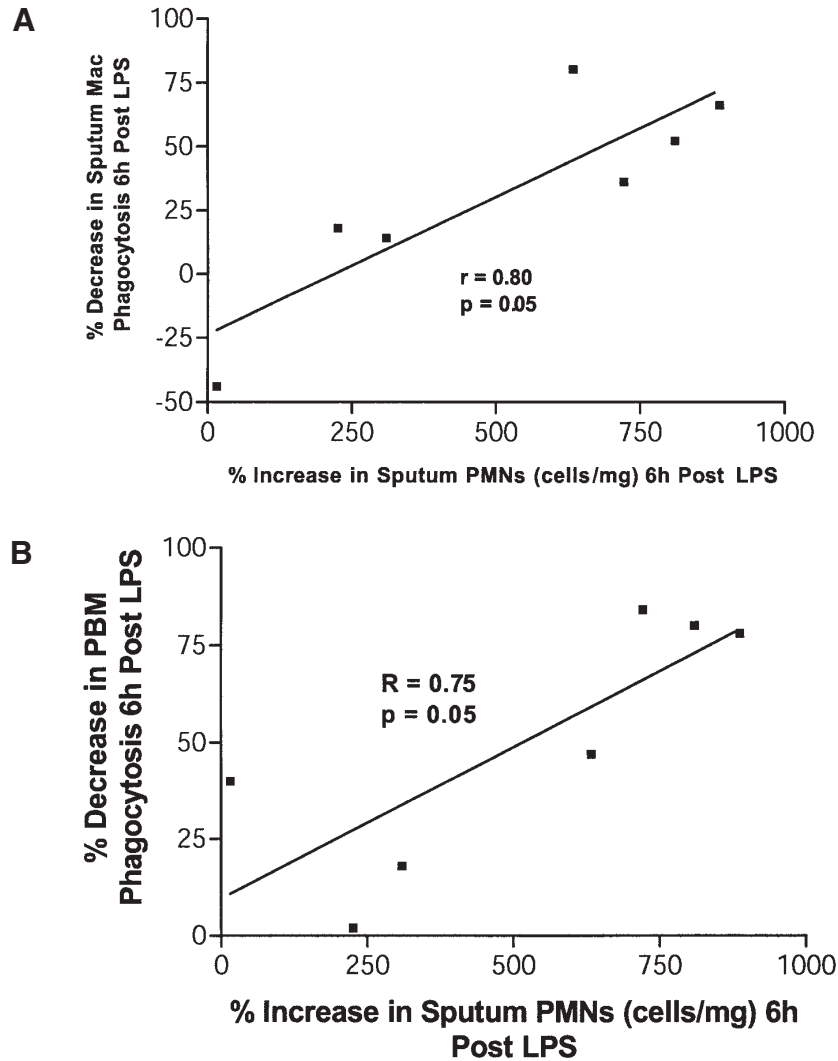 A
% Decrease in Sputum Mac
Phagocytosis 6h Post LPS
100
75
50
25
0
-25
-50
r = 0.80
p = 0.05
0 250 500 750 1000
% Increase in Sputum PMNs (cells/mg) 6h Post LPS
B
% Decrease in PBM
Phagocytosis 6h Post LPS
100
75
50
25
0
R = 0.75
p = 0.05
0 250 500 750 1000
% Increase in Sputum PMNs (cells/mg) 6h
Post LPS